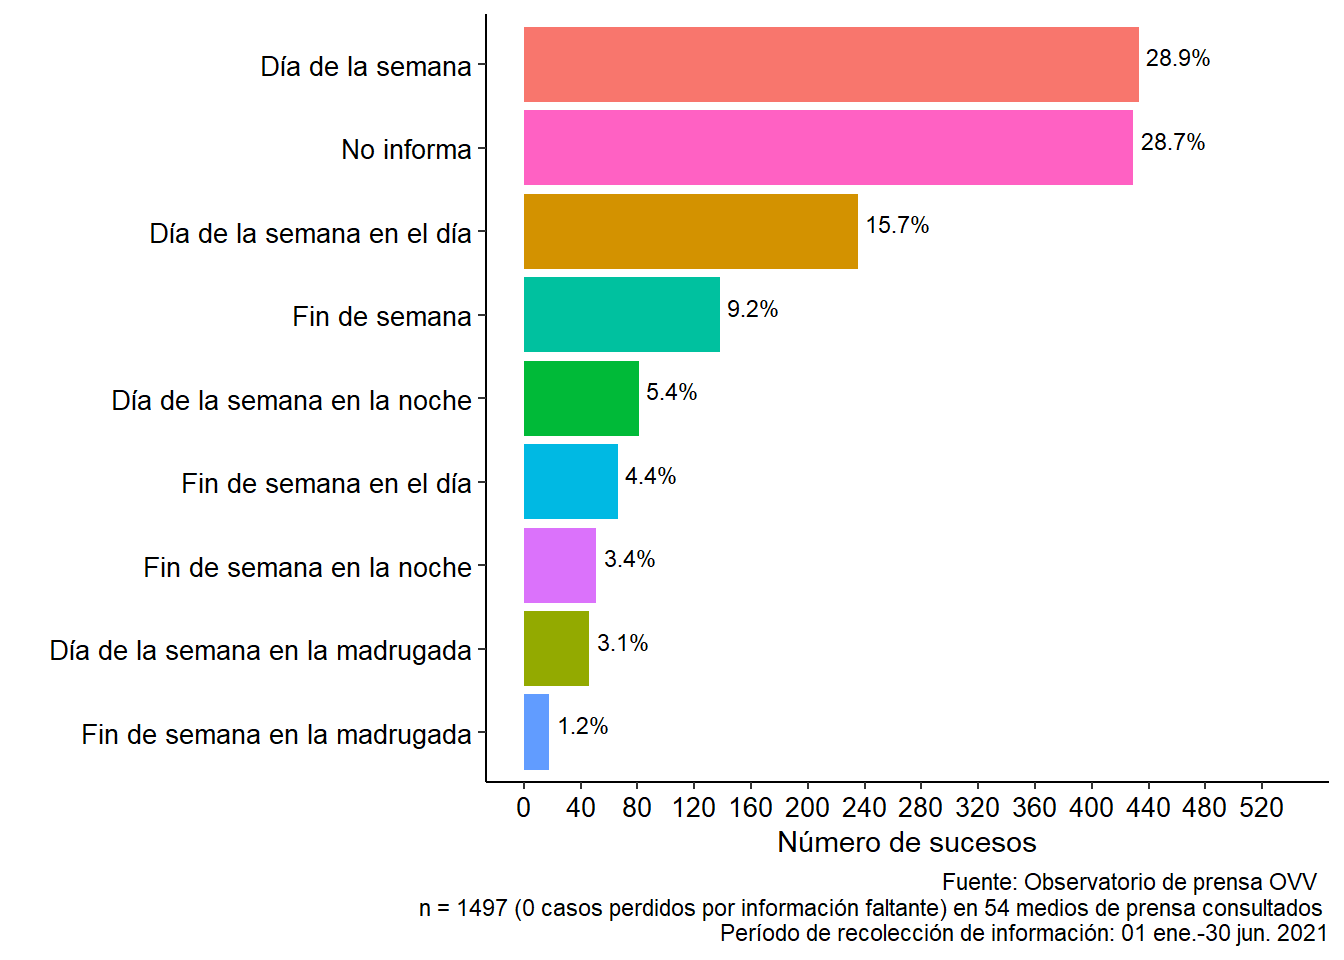 Día de la semana
28.9%
No informa
28.7%
Día de la semana en el día
15.7%
Fin de semana
9.2%
Día de la semana en la noche
5.4%
Fin de semana en el día
4.4%
Fin de semana en la noche
3.4%
Día de la semana en la madrugada
3.1%
Fin de semana en la madrugada
1.2%
0 40 80 120 160 200 240 280 320 360 400 440 480 520
Número de sucesos
Fuente: Observatorio de prensa OVV
n = 1497 (0 casos perdidos por información faltante) en 54 medios de prensa consultados
Período de recolección de información: 01 ene.-30 jun. 2021